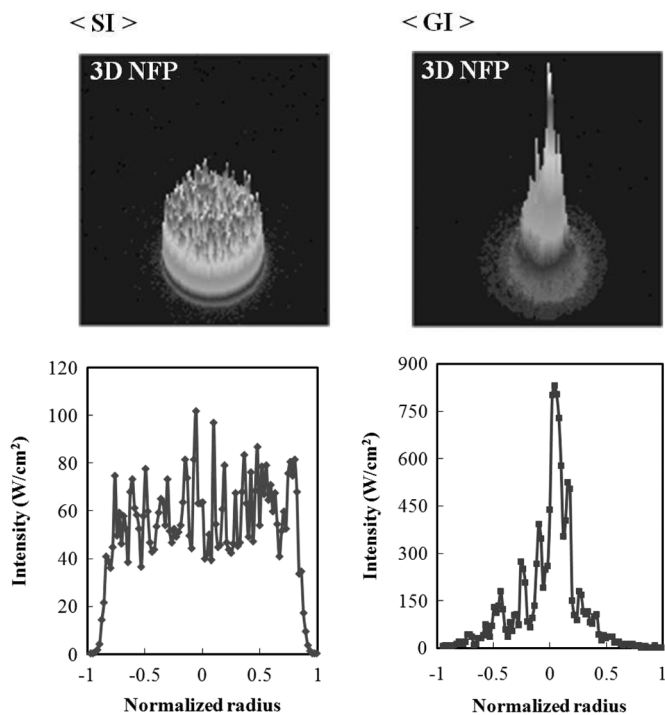 < SI >
< GI >
3D NFP
3D NFP
120
100
80
60
40
20
0
Intensity (W/cm²)
-1 -0.5 0 0.5 1
Normalized radius
900
750
600
450
300
150
0
Intensity (W/cm²)
-1 -0.5 0 0.5 1
Normalized radius